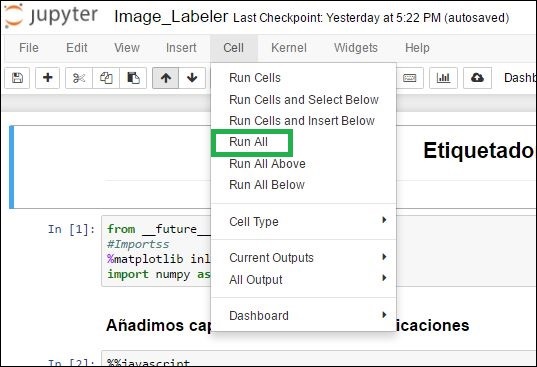 jupyter Image_Labeler Last Checkpoint: Yesterday at 5:22 PM (autosaved)
File Edit View Insert Cell Kernel Widgets Help
Run Cells
Run Cells and Select Below
Run Cells and Insert Below
Run All
Run All Above
Run All Below
Cell Type
Current Outputs
All Output
Dashboard
Etiquetado
In [1]: from __future__
#Importss
%matplotlib inl
import numpy as
Añadimos cap icaciones
In [2]: %%javascript